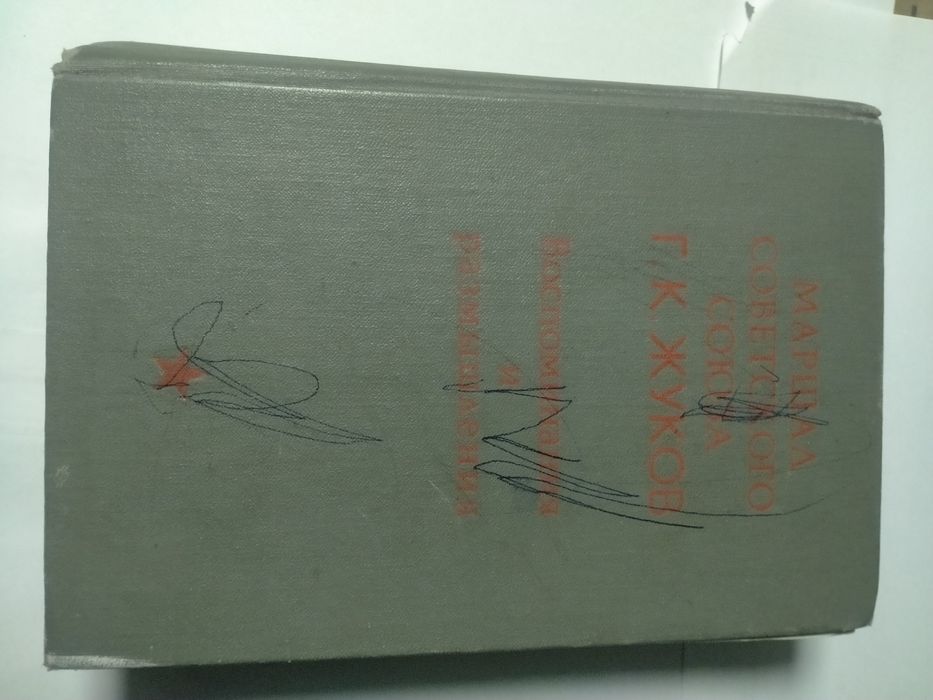 МАРШАЛ
СОВЕТСКОГО
СОЮЗА
Г. К. ЖУКОВ
Воспоминания
и
размышления